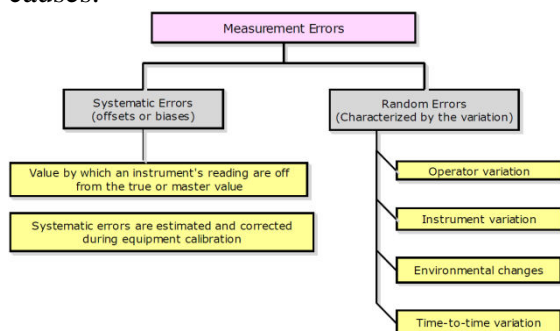 causes:
Measurement Errors
Systematic Errors
(offsets or biases)
Random Errors
(Characterized by the variation)
Value by which an instrument's reading are off
from the true or master value
Systematic errors are estimated and corrected
during equipment calibration
Operator variation
Instrument variation
Environmental changes
Time-to-time variation